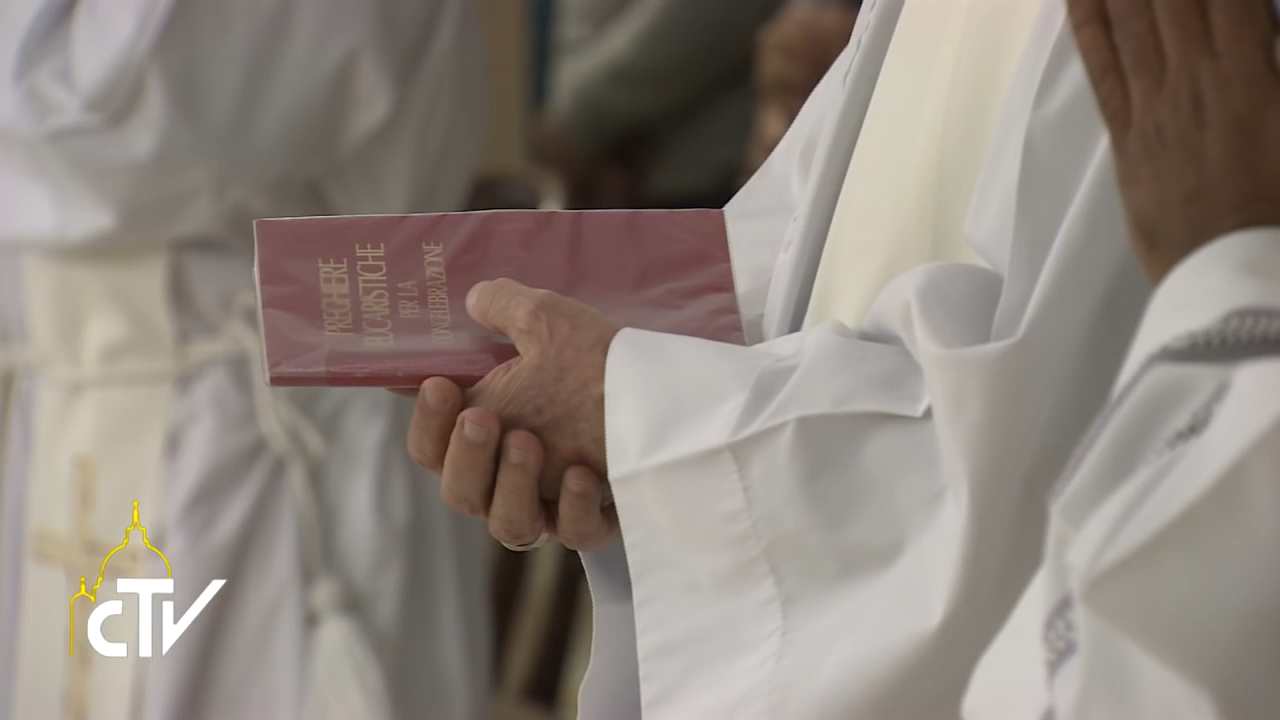 PREGHIERE
EUCARISTICHE
PER LA
CONCELEBRAZIONE
CTV